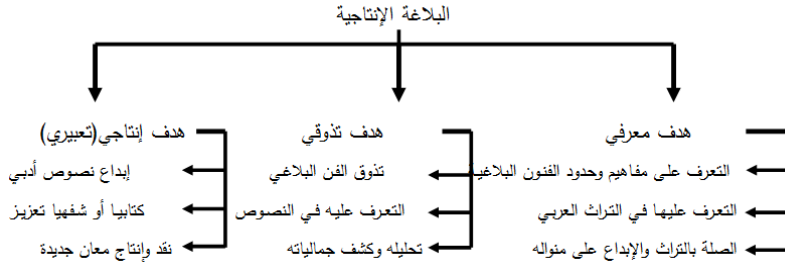 البلاغة الإنتاجية
هدف معرفي
التعرف على مفاهيم وحدود الفنون البلاغية
التعرف عليها في التراث العربي
الصلة بالتراث والإبداع على منواله
هدف تذوقي
تذوق الفن البلاغي
التعرف عليه في النصوص
تحليله وكشف جمالياته
هدف إنتاجي(تعبيري)
إبداع نصوص أدبي
كتابيا أو شفهيا تعزيز
نقد وإنتاج معان جديدة